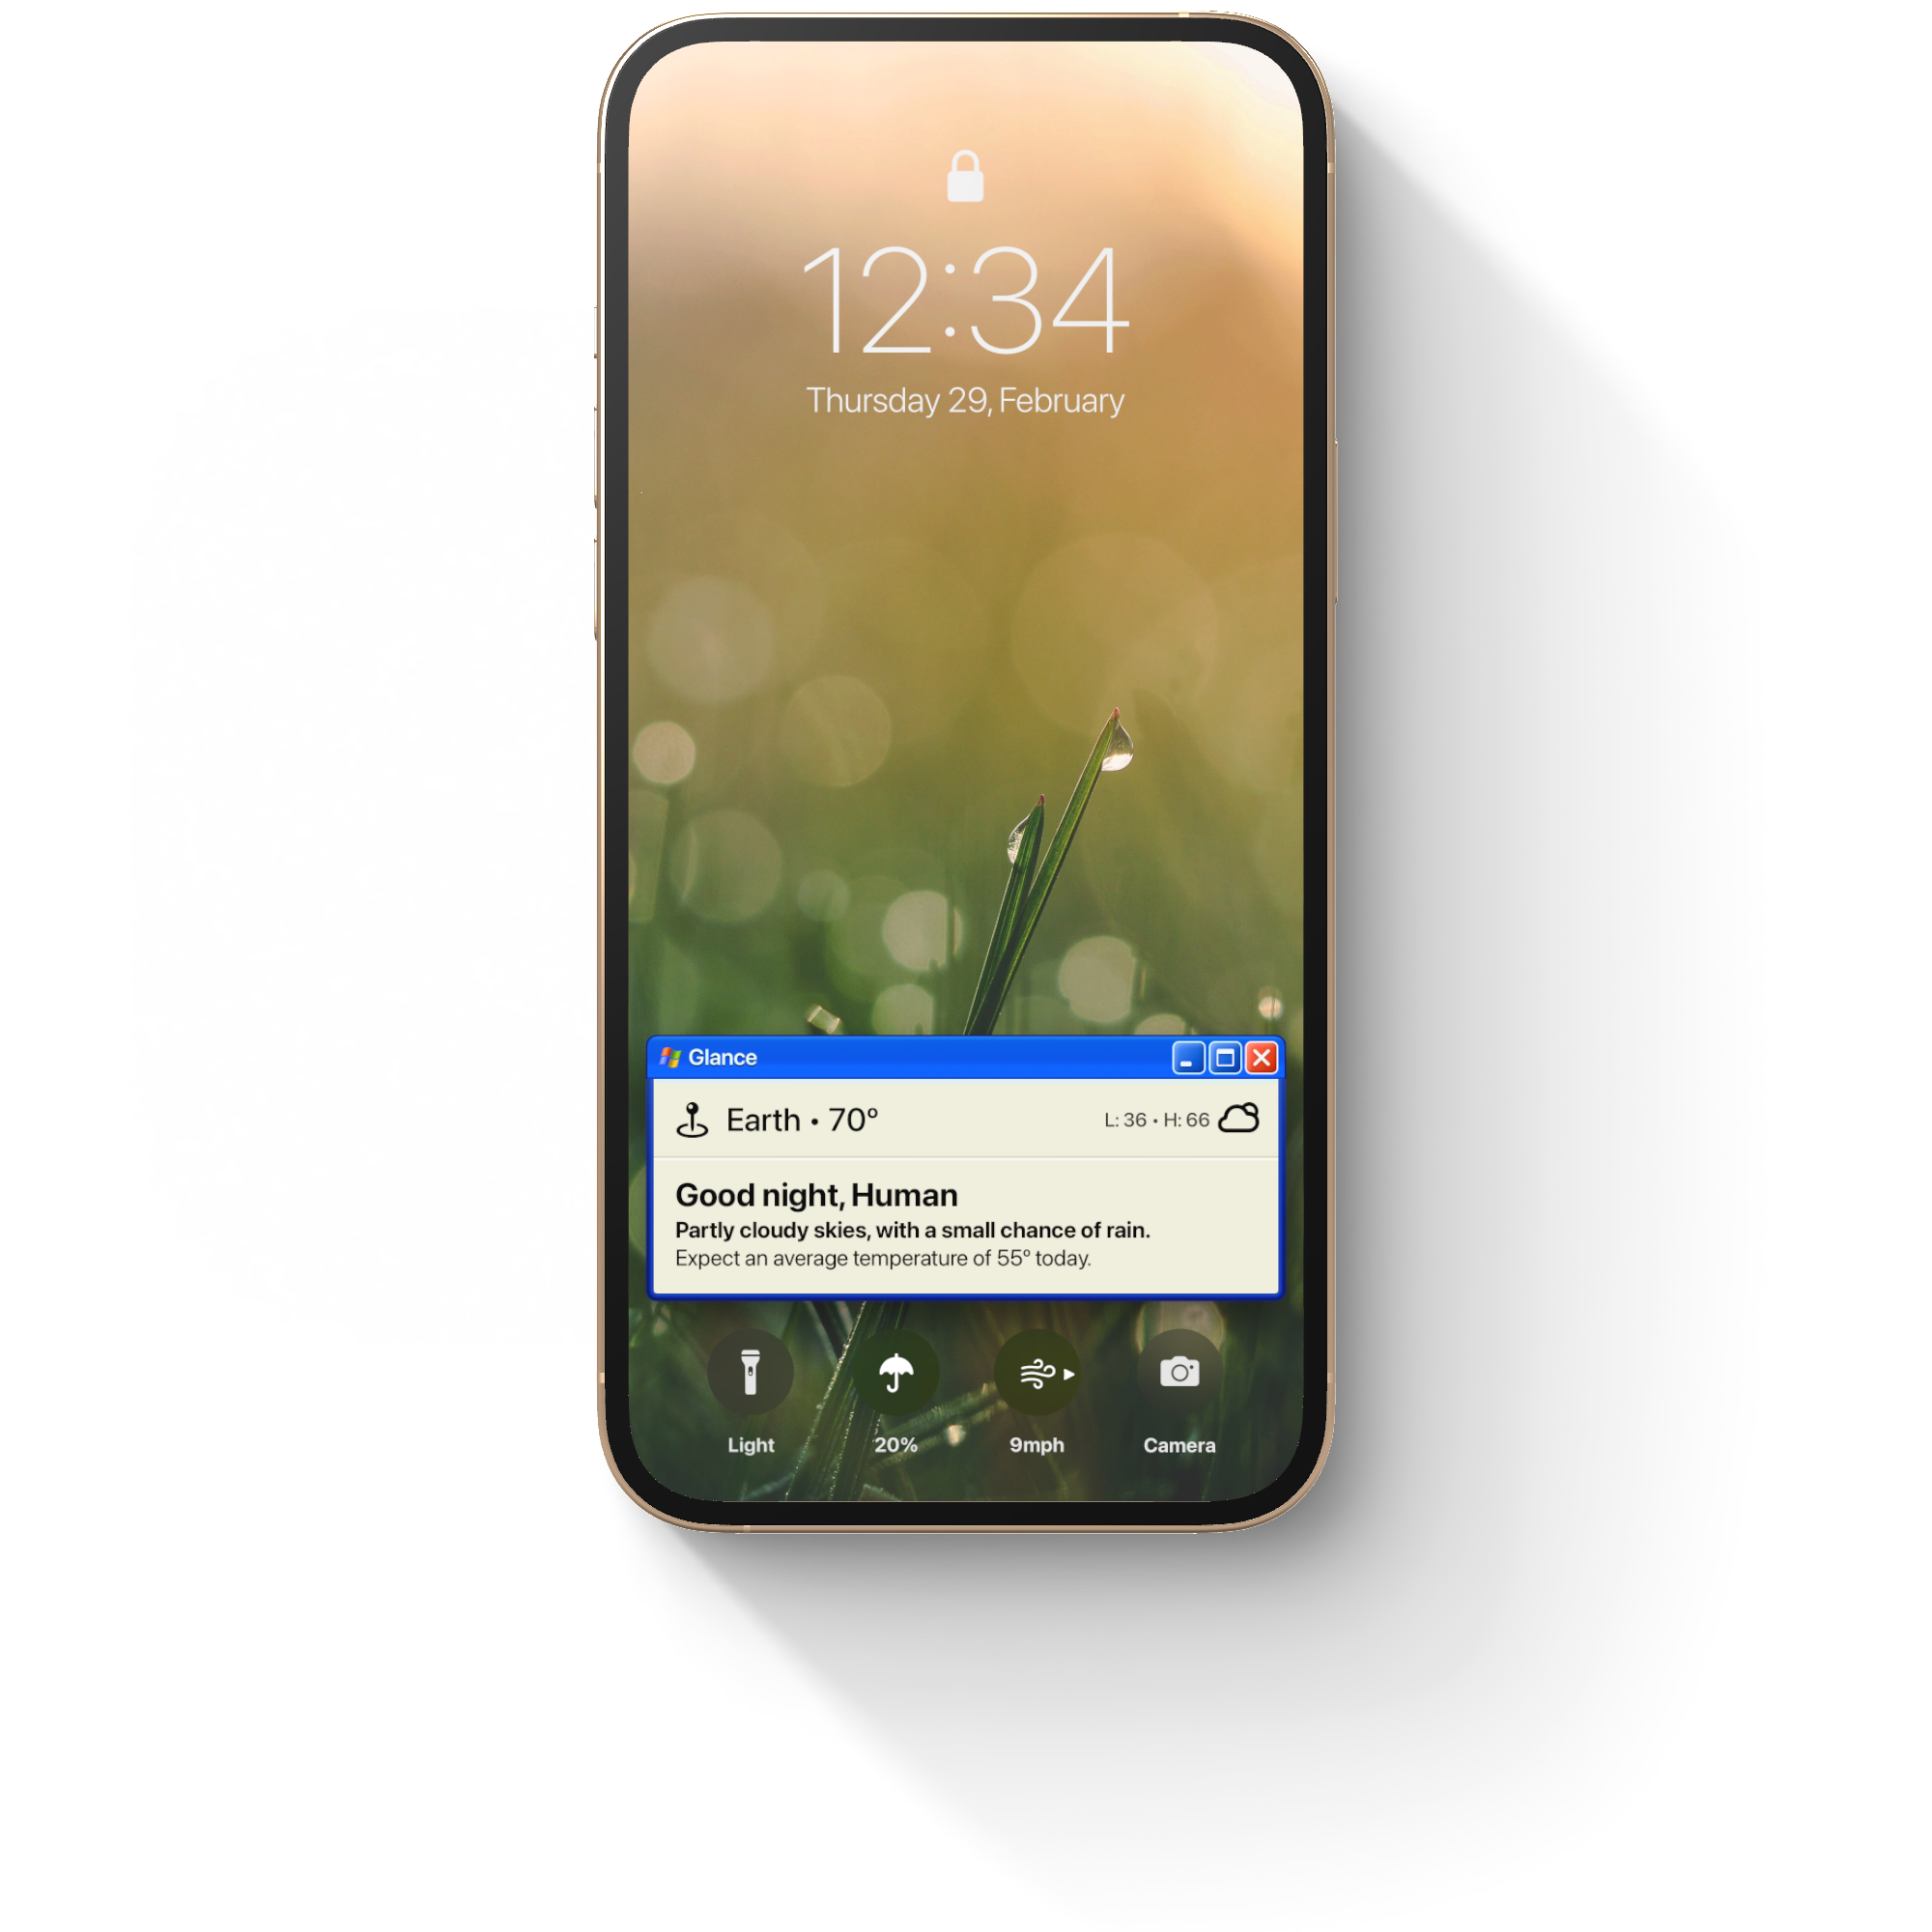 12:34
Thursday 29, February
Glance
Earth • 70°
L: 36 • H: 66
Good night, Human
Partly cloudy skies, with a small chance of rain.
Expect an average temperature of 55° today.
Light
20%
9mph
Camera